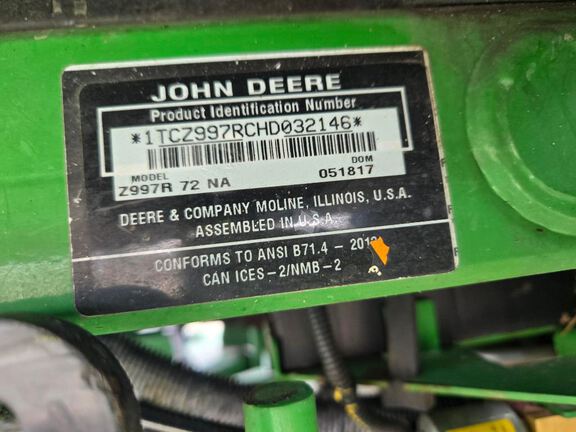 JOHN DEERE
Product Identification Number
*1TCZ997RCHD032146*
MODEL DOM
Z997R 72 NA 051817
DEERE & COMPANY MOLINE, ILLINOIS, U.S.A.
ASSEMBLED IN U.S.A.
CONFORMS TO ANSI B71.4 - 2012
CAN ICES-2/NMB-2